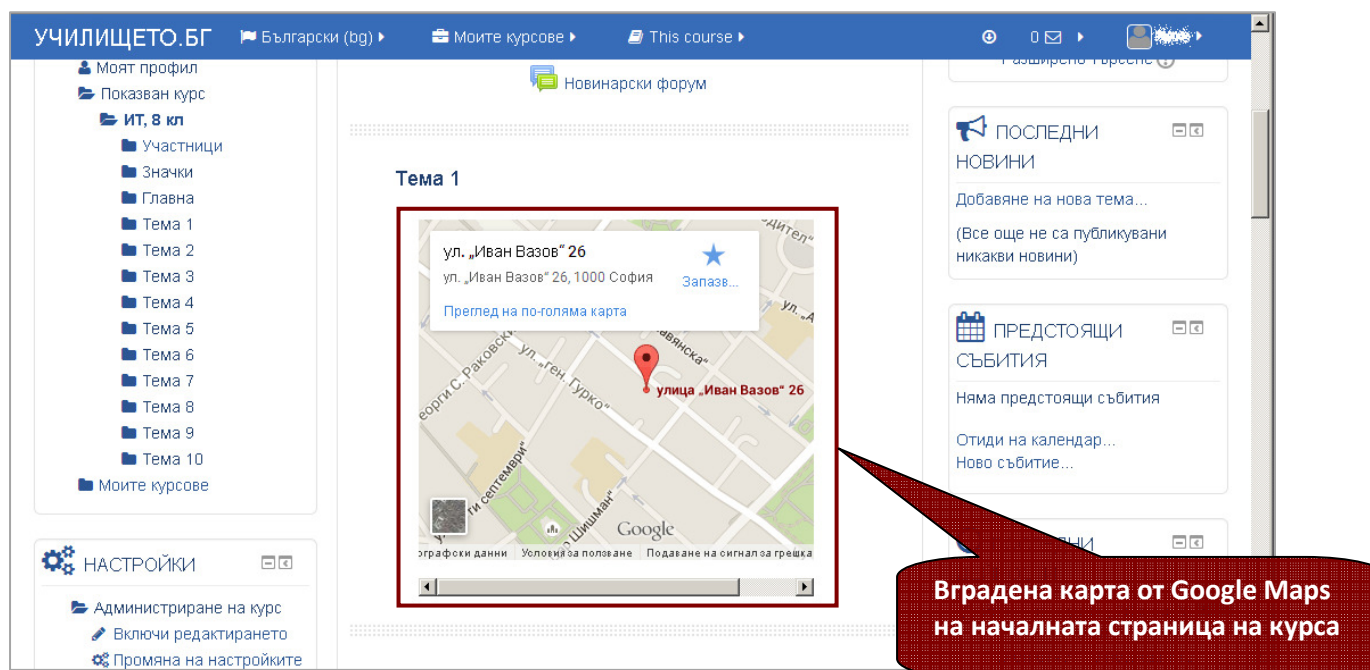 УЧИЛИЩЕТО.БГ
Български (bg)
Моите курсове
This course
0
Моят профил
Показван курс
ИТ, 8 кл
Участници
Значки
Главна
Тема 1
Тема 2
Тема 3
Тема 4
Тема 5
Тема 6
Тема 7
Тема 8
Тема 9
Тема 10
Моите курсове
НАСТРОЙКИ
Администриране на курс
Включи редактирането
Промяна на настройките
Новинарски форум
Тема 1
ул. „Иван Вазов“ 26
ул. „Иван Вазов“ 26, 1000 София
Запазв...
Преглед на по-голяма карта
ул. „ген. Гурко“
улица „Иван Вазов“ 26
Google
Условия за ползване
Подаване на сигнал за грешка
ПОСЛЕДНИ
НОВИНИ
Добавяне на нова тема...
(Все още не са публикувани
никакви новини)
ПРЕДСТОЯЩИ
СЪБИТИЯ
Няма предстоящи събития
Отиди на календар...
Ново събитие...
Вградена карта от Google Maps
на началната страница на курса